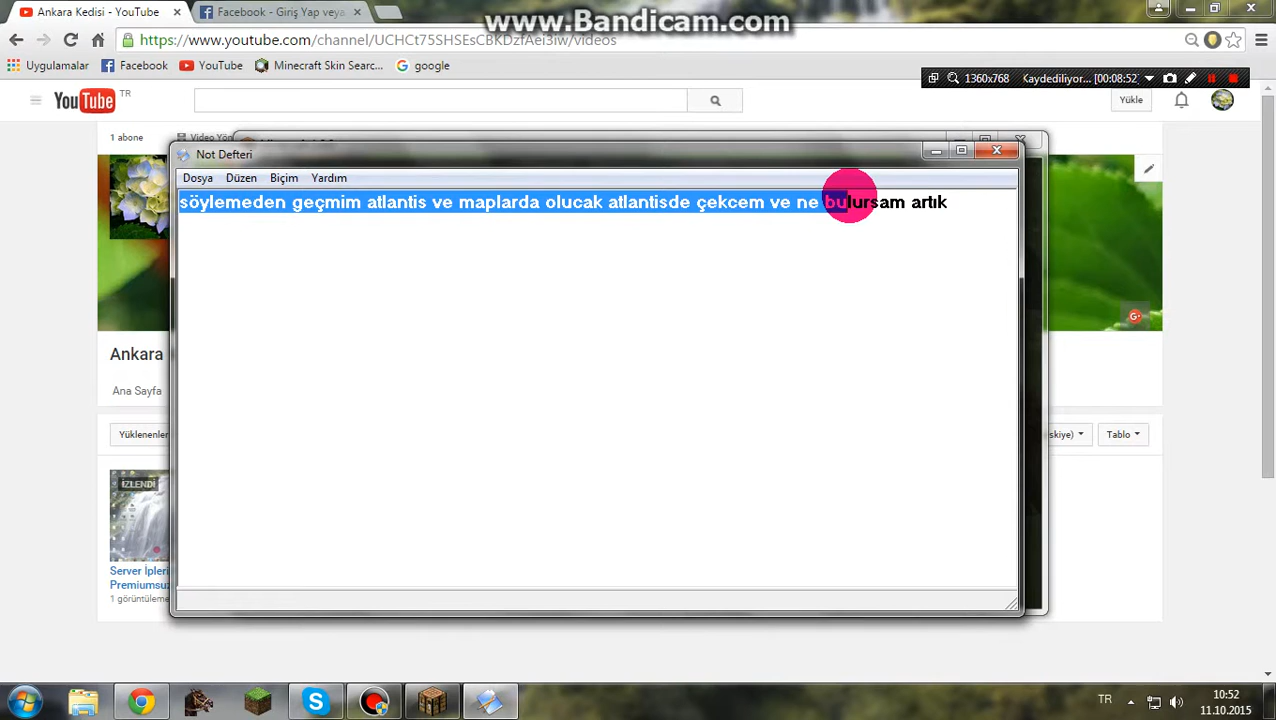 www.Bandicam.com
Ankara Kedisi - YouTube
Facebook - Giriş Yap veya
https://www.youtube.com/channel/UCHCt75SHSEsCBKDzfAei3iw/videos
Uygulamalar Facebook YouTube Minecraft Skin Searc... google
1360x768 Kaydediliyor... [00:08:52]
YouTube TR Yükle
1 abone Video Yön
Not Defteri
Dosya Düzen Biçim Yardım
söylemeden geçmim atlantis ve maplarda olucak atlantisde çekcem ve ne bulursam artık
Ankara
Ana Sayfa
Yüklenenler skiye) Tablo
İZLENDİ
Server İpleri
Premiumsuz
1 görüntüleme
TR 10:52
11.10.2015